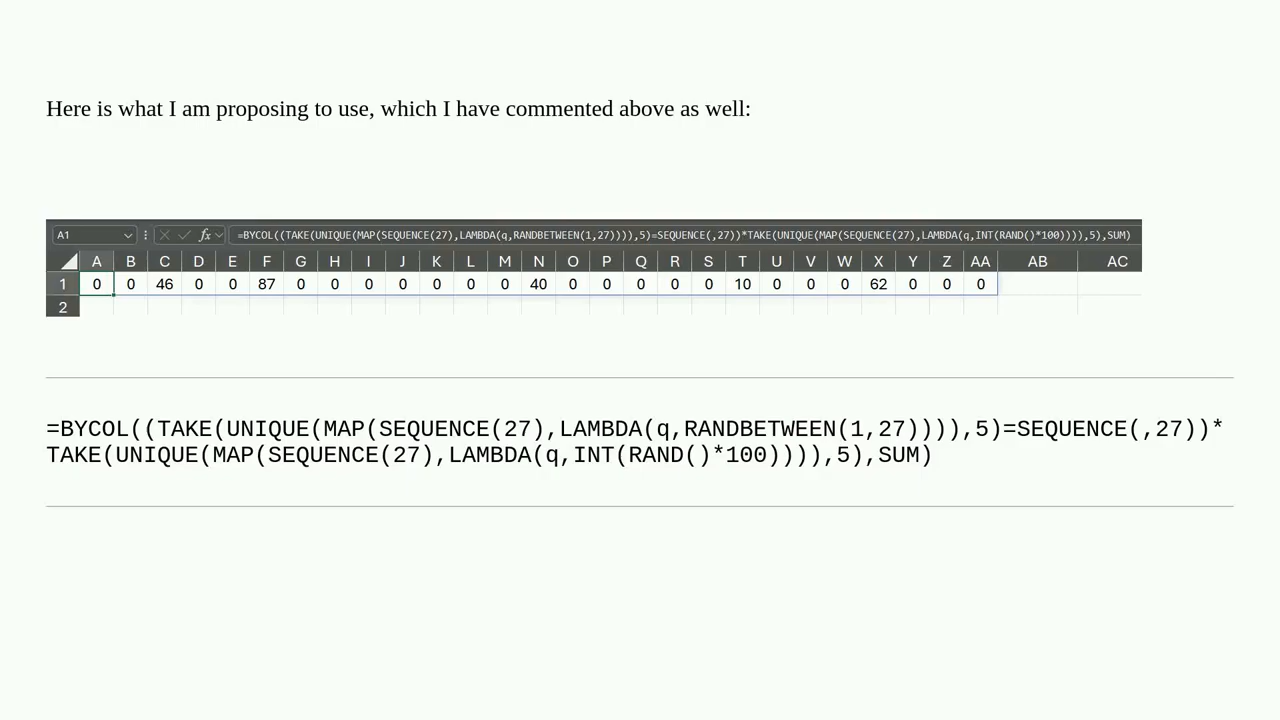 Here is what I am proposing to use, which I have commented above as well:
A1 fx =BYCOL((TAKE(UNIQUE(MAP(SEQUENCE(27),LAMBDA(q,RANDBETWEEN(1,27)))),5)=SEQUENCE(,27))*TAKE(UNIQUE(MAP(SEQUENCE(27),LAMBDA(q,INT(RAND()*100)))),5),SUM)
A B C D E F G H I J K L M N O P Q R S T U V W X Y Z AA AB AC
1 0 0 46 0 0 87 0 0 0 0 0 0 0 40 0 0 0 0 0 10 0 0 0 62 0 0 0
2
=BYCOL((TAKE(UNIQUE(MAP(SEQUENCE(27),LAMBDA(q,RANDBETWEEN(1,27)))),5)=SEQUENCE(,27))*
TAKE(UNIQUE(MAP(SEQUENCE(27),LAMBDA(q,INT(RAND()*100)))),5),SUM)